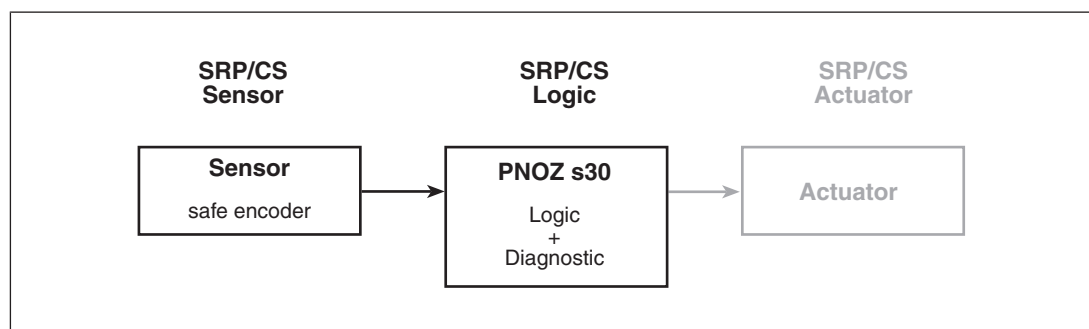 SRP/CS
Sensor
SRP/CS
Logic
SRP/CS
Actuator
Sensor
safe encoder
PNOZ s30
Logic
+
Diagnostic
Actuator